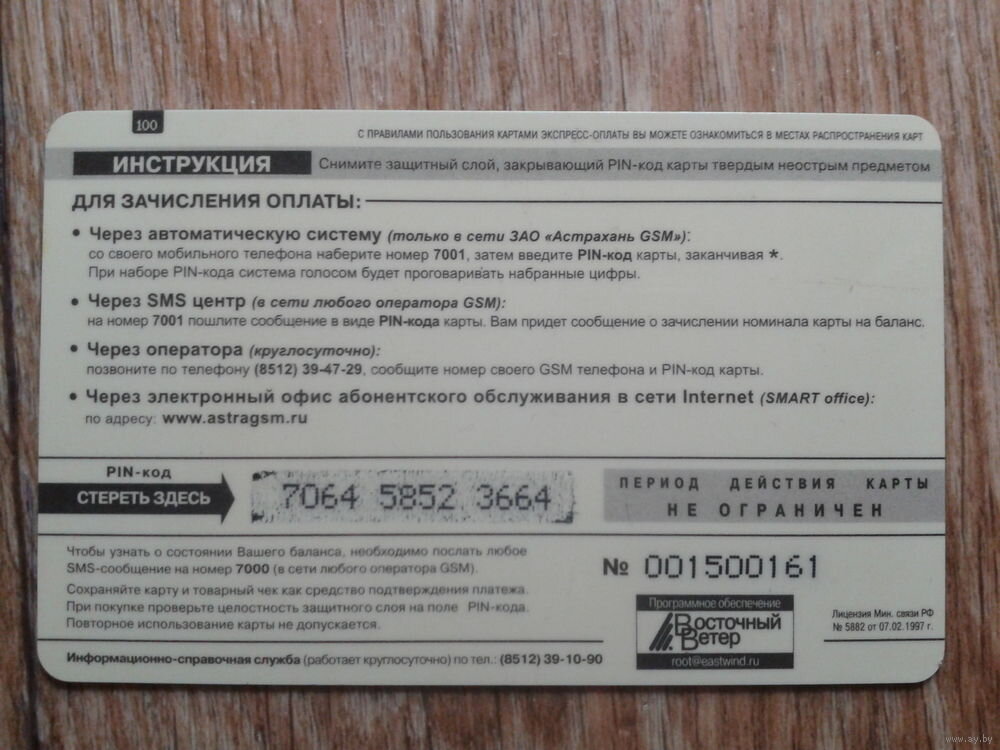 100
С ПРАВИЛАМИ ПОЛЬЗОВАНИЯ КАРТАМИ ЭКСПРЕСС-ОПЛАТЫ ВЫ МОЖЕТЕ ОЗНАКОМИТЬСЯ В МЕСТАХ РАСПРОСТРАНЕНИЯ КАРТ
ИНСТРУКЦИЯ Снимите защитный слой, закрывающий PIN-код карты твердым неострым предметом
ДЛЯ ЗАЧИСЛЕНИЯ ОПЛАТЫ:
• Через автоматическую систему (только в сети ЗАО «Астрахань GSM»):
со своего мобильного телефона наберите номер 7001, затем введите PIN-код карты, заканчивая *.
При наборе PIN-кода система голосом будет проговаривать набранные цифры.
• Через SMS центр (в сети любого оператора GSM):
на номер 7001 пошлите сообщение в виде PIN-кода карты. Вам придет сообщение о зачислении номинала карты на баланс.
• Через оператора (круглосуточно):
позвоните по телефону (8512) 39-47-29, сообщите номер своего GSM телефона и PIN-код карты.
• Через электронный офис абонентского обслуживания в сети Internet (SMART office):
по адресу: www.astragsm.ru
PIN-код
СТЕРЕТЬ ЗДЕСЬ
7064 5852 3664
ПЕРИОД ДЕЙСТВИЯ КАРТЫ
НЕ ОГРАНИЧЕН
Чтобы узнать о состоянии Вашего баланса, необходимо послать любое
SMS-сообщение на номер 7000 (в сети любого оператора GSM).
Сохраняйте карту и товарный чек как средство подтверждения платежа.
При покупке проверьте целостность защитного слоя на поле PIN-кода.
Повторное использование карты не допускается.
Информационно-справочная служба (работает круглосуточно) по тел.: (8512) 39-10-90
№ 001500161
Программное обеспечение
Восточный
Ветер
root@eastwind.ru
Лицензия Мин. связи РФ
№ 5882 от 07.02.1997 г.
www.ay.by